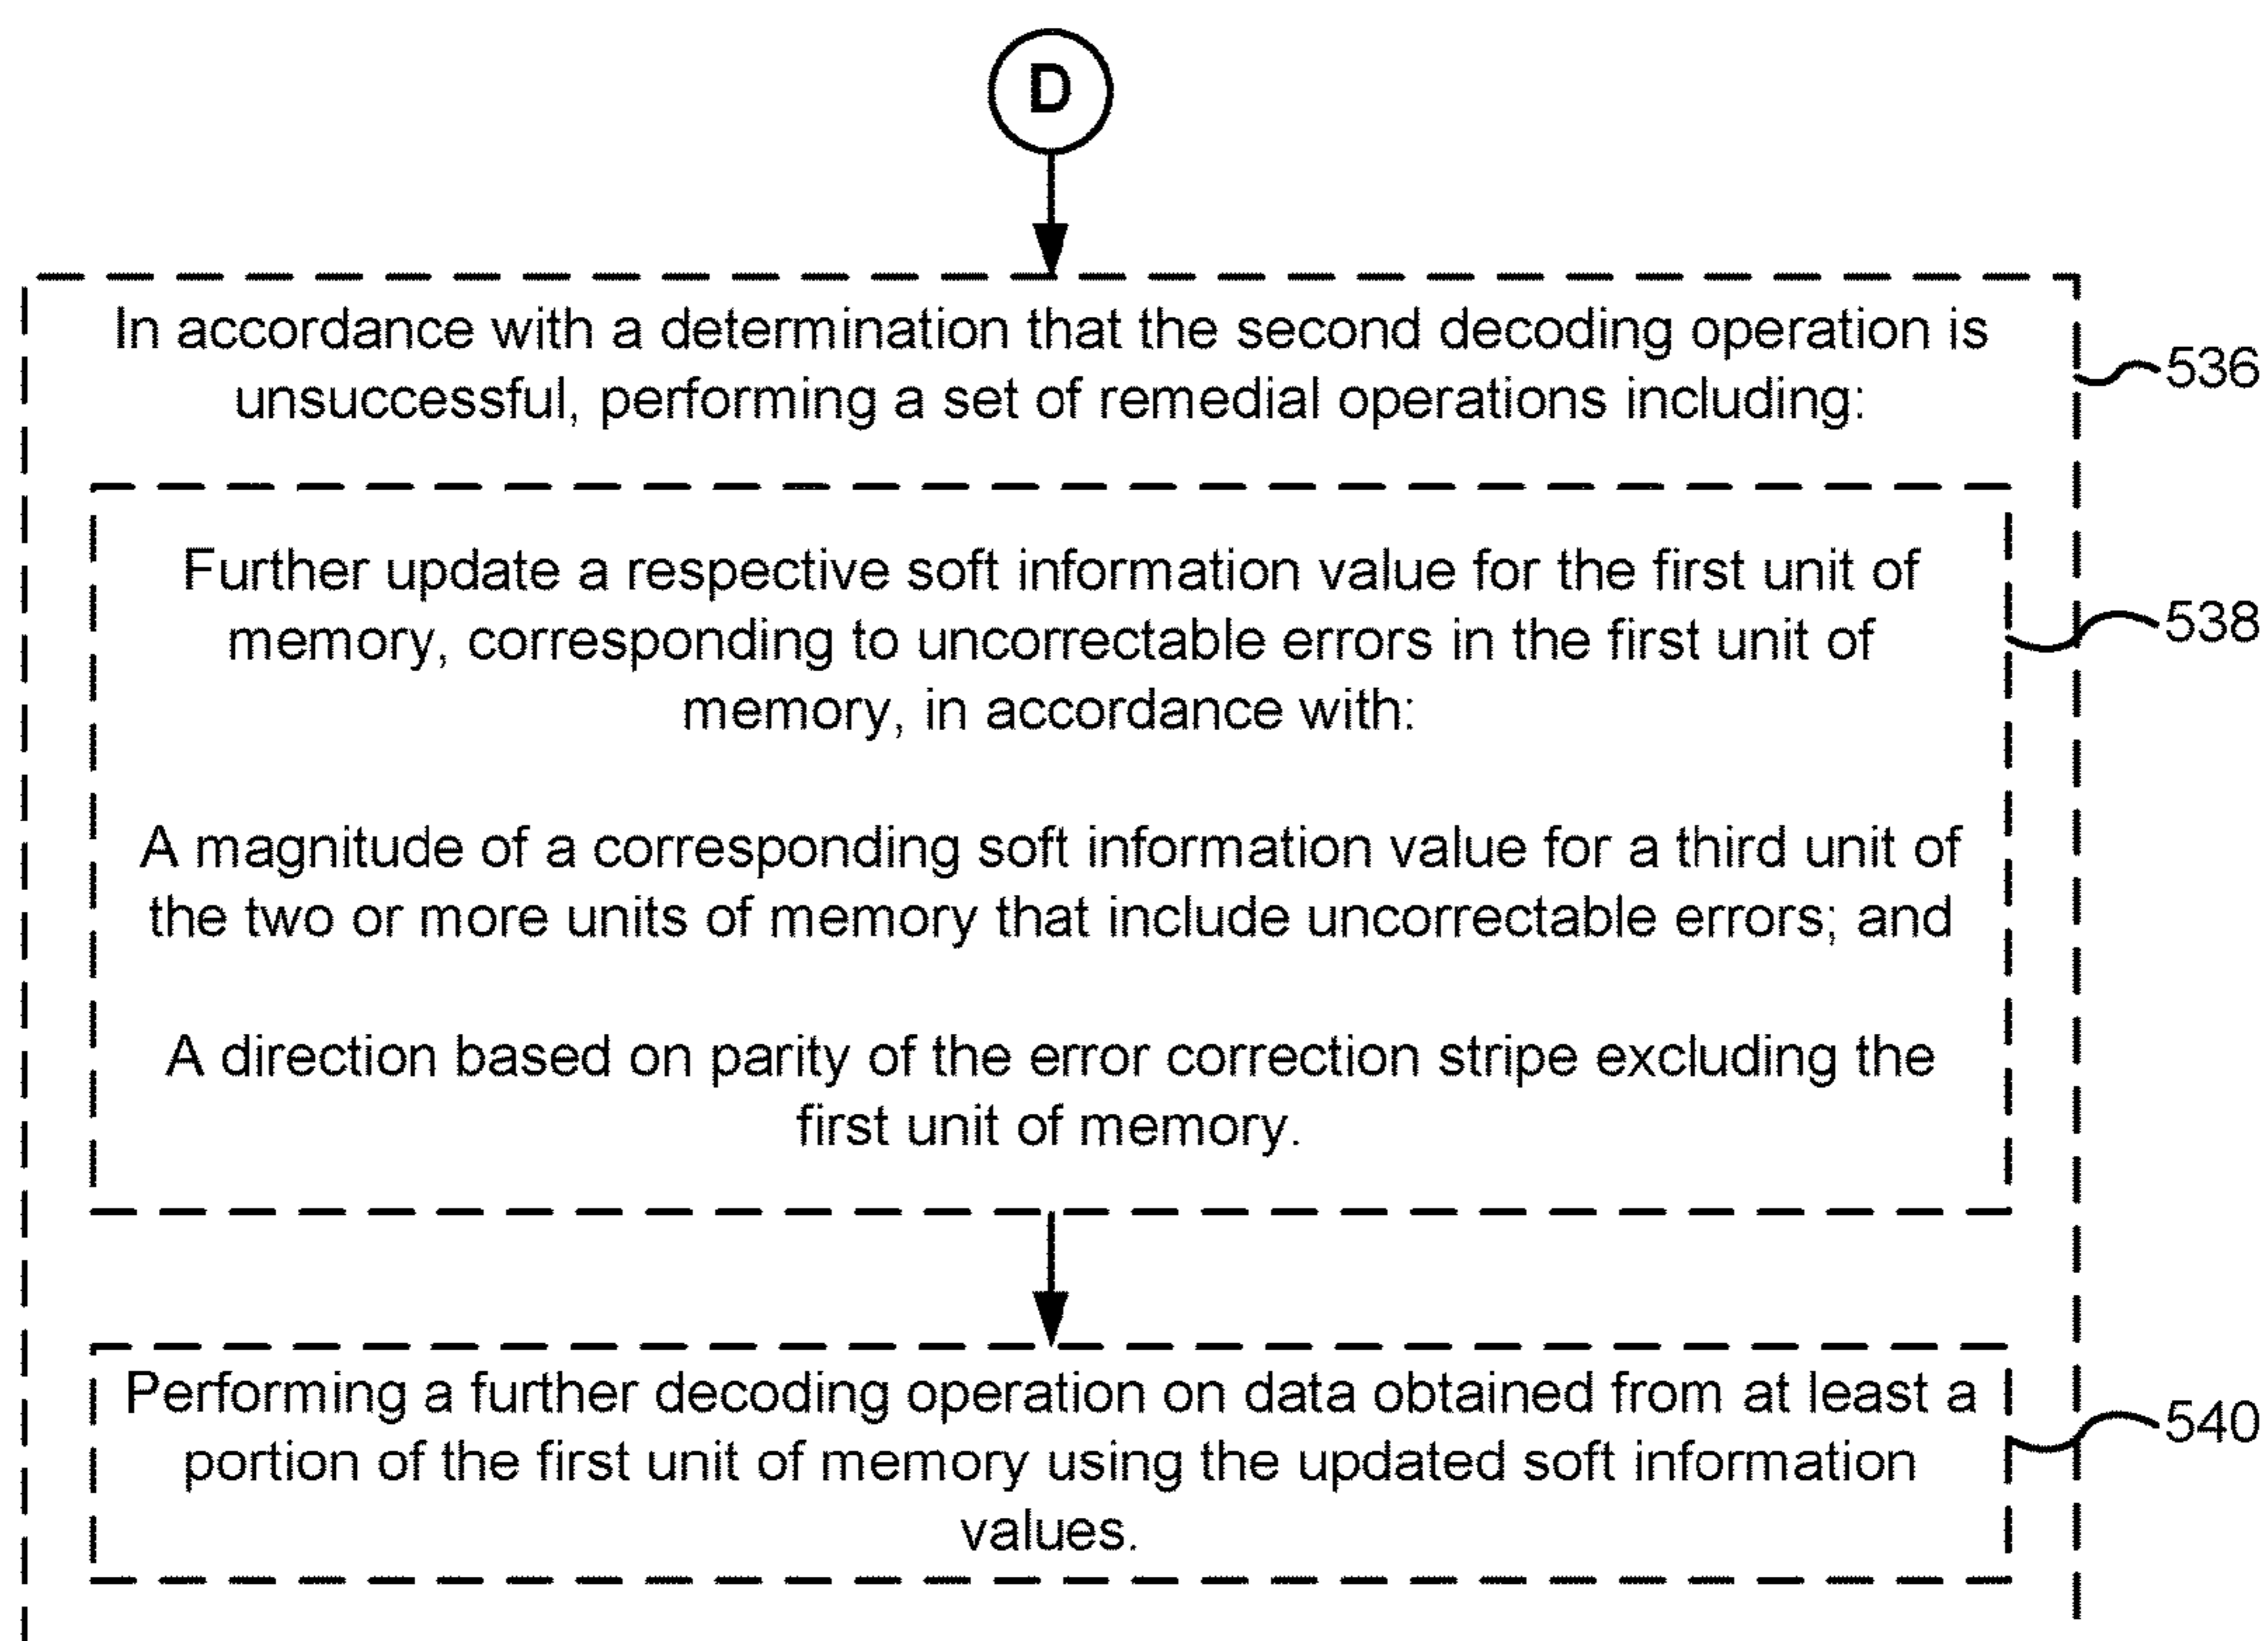 D
In accordance with a determination that the second decoding operation is
unsuccessful, performing a set of remedial operations including:
536
Further update a respective soft information value for the first unit of
memory, corresponding to uncorrectable errors in the first unit of
memory, in accordance with:
538
A magnitude of a corresponding soft information value for a third unit of
the two or more units of memory that include uncorrectable errors; and
A direction based on parity of the error correction stripe excluding the
first unit of memory.
Performing a further decoding operation on data obtained from at least a
portion of the first unit of memory using the updated soft information
values.
540